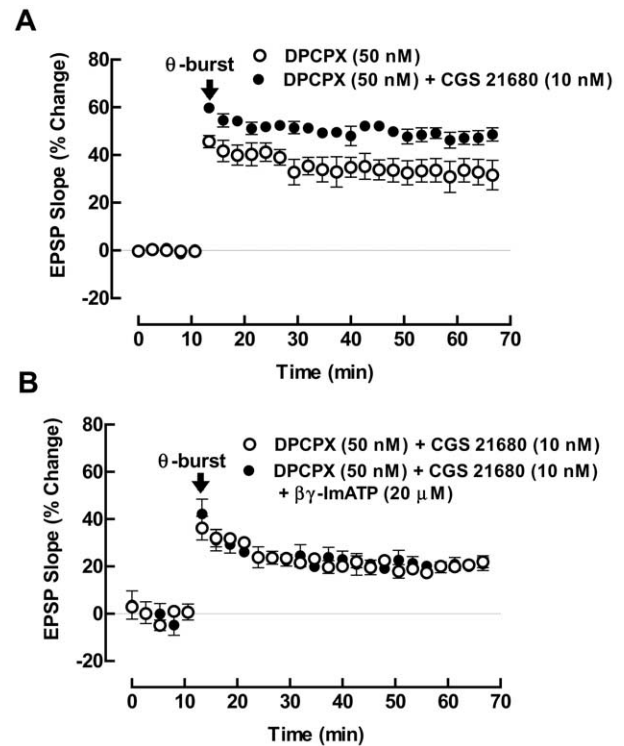 A
DPCPX (50 nM)
θ-burst
DPCPX (50 nM) + CGS 21680 (10 nM)
80
60
40
20
0
-20
EPSP Slope (% Change)
0 10 20 30 40 50 60 70
Time (min)
B
DPCPX (50 nM) + CGS 21680 (10 nM)
θ-burst
DPCPX (50 nM) + CGS 21680 (10 nM)
+ βγ-ImATP (20 μM)
80
60
40
20
0
-20
EPSP Slope (% Change)
0 10 20 30 40 50 60 70
Time (min)